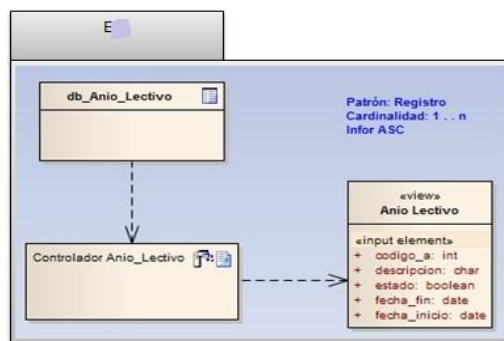 E
db_Anio_Lectivo
Patrón: Registro
Cardinalidad: 1 . . n
Infor ASC
«view»
Anio Lectivo
Controlador Anio_Lectivo
«input element»
+ codigo_a: int
+ descripcion: char
+ estado: boolean
+ fecha_fin: date
+ fecha_inicio: date